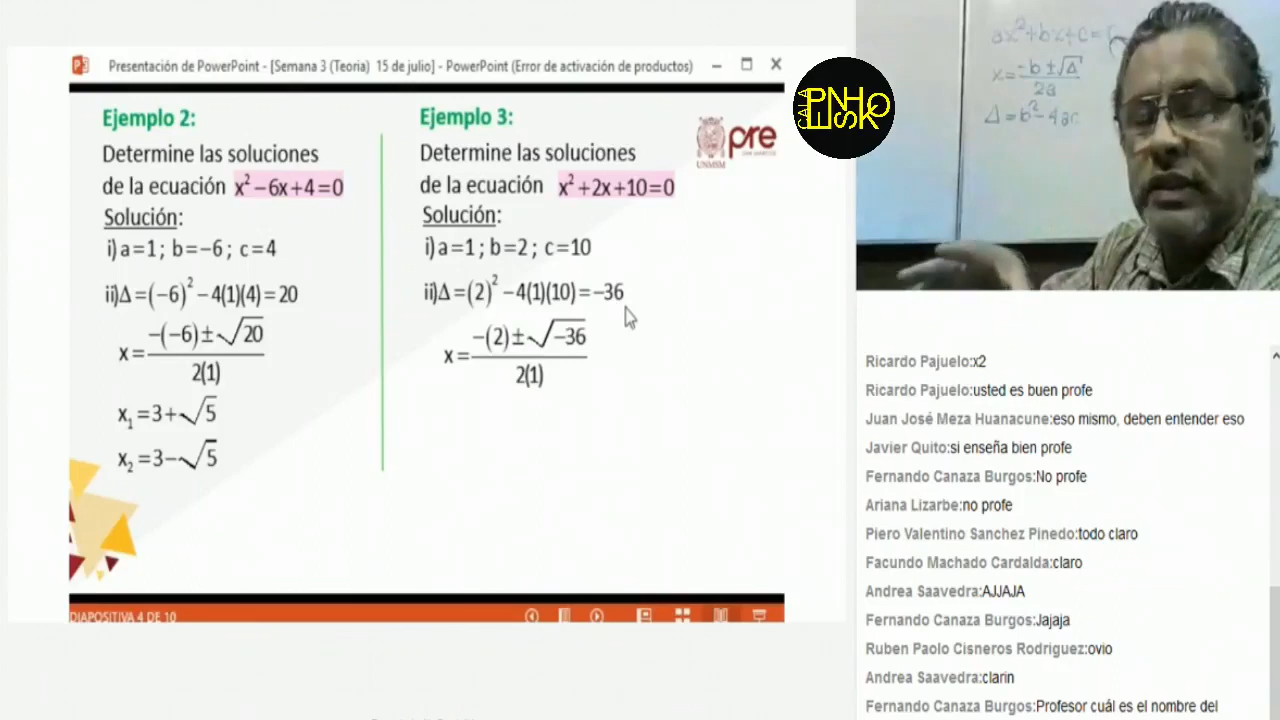 Presentación de PowerPoint - [Semana 3 (Teoria) 15 de julio] - PowerPoint (Error de activación de productos)
Ejemplo 2:
Determine las soluciones
de la ecuación x² − 6x + 4 = 0
Solución:
i) a = 1 ; b = −6 ; c = 4
ii) Δ = (−6)² − 4(1)(4) = 20
x = (−(−6) ± √20) / 2(1)
x₁ = 3 + √5
x₂ = 3 − √5
Ejemplo 3:
Determine las soluciones
de la ecuación x² + 2x + 10 = 0
Solución:
i) a = 1 ; b = 2 ; c = 10
ii) Δ = (2)² − 4(1)(10) = −36
x = (−(2) ± √−36) / 2(1)
UNMSM
pre
SAN MARCOS
DIAPOSITIVA 4 DE 10
ax² + bx + c =
x = (−b ± √Δ) / 2a
Δ = b² − 4ac
Ricardo Pajuelo:x2
Ricardo Pajuelo:usted es buen profe
Juan José Meza Huanacune:eso mismo, deben entender eso
Javier Quito:si enseña bien profe
Fernando Canaza Burgos:No profe
Ariana Lizarbe:no profe
Piero Valentino Sanchez Pinedo:todo claro
Facundo Machado Cardalda:claro
Andrea Saavedra:AJJAJA
Fernando Canaza Burgos:Jajaja
Ruben Paolo Cisneros Rodriguez:ovio
Andrea Saavedra:clarin
Fernando Canaza Burgos:Profesor cuál es el nombre del